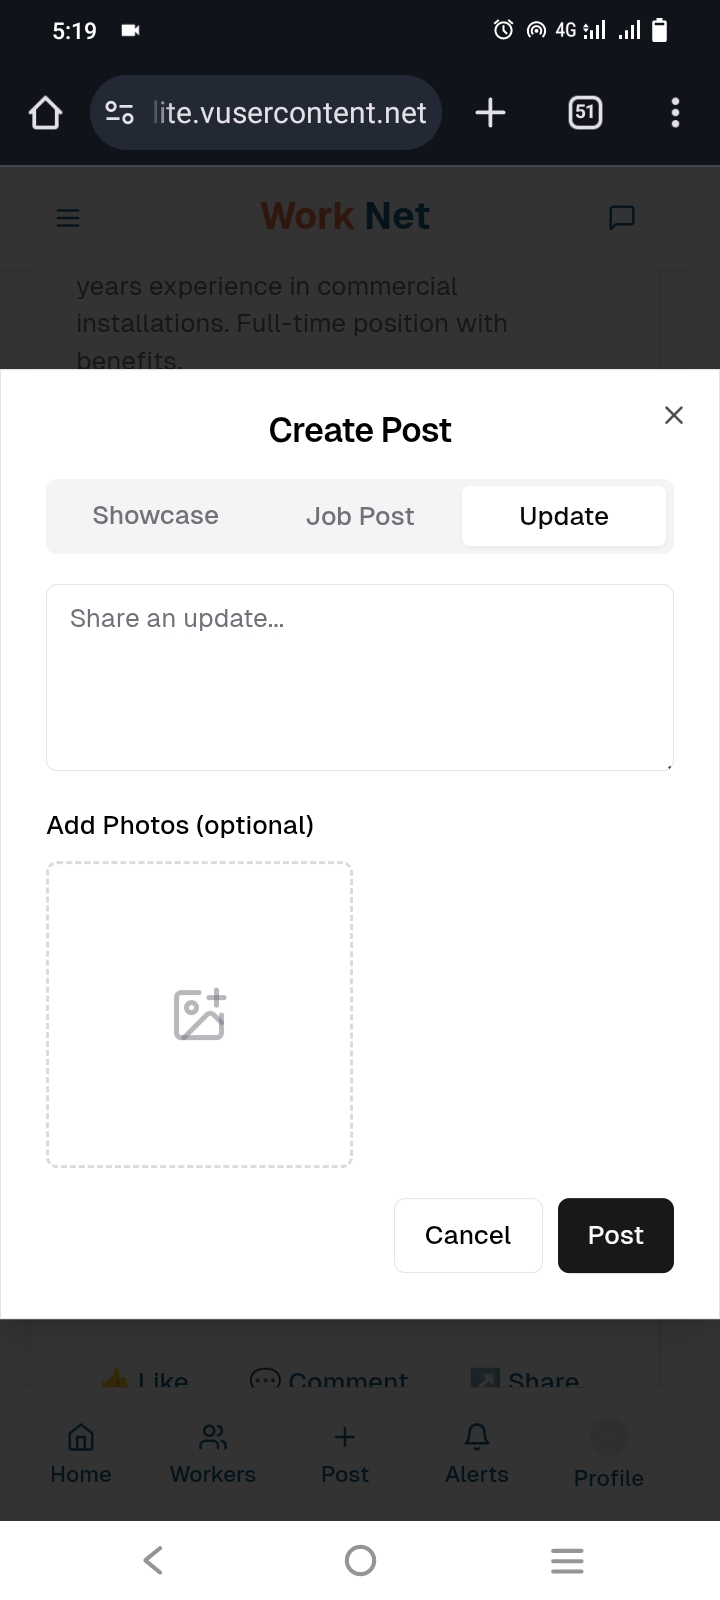 5:19
4G
lite.vusercontent.net
51
Work Net
years experience in commercial
installations. Full-time position with
benefits.
Create Post
Showcase
Job Post
Update
Share an update...
Add Photos (optional)
Cancel
Post
Like
Comment
Share
Home
Workers
Post
Alerts
Profile